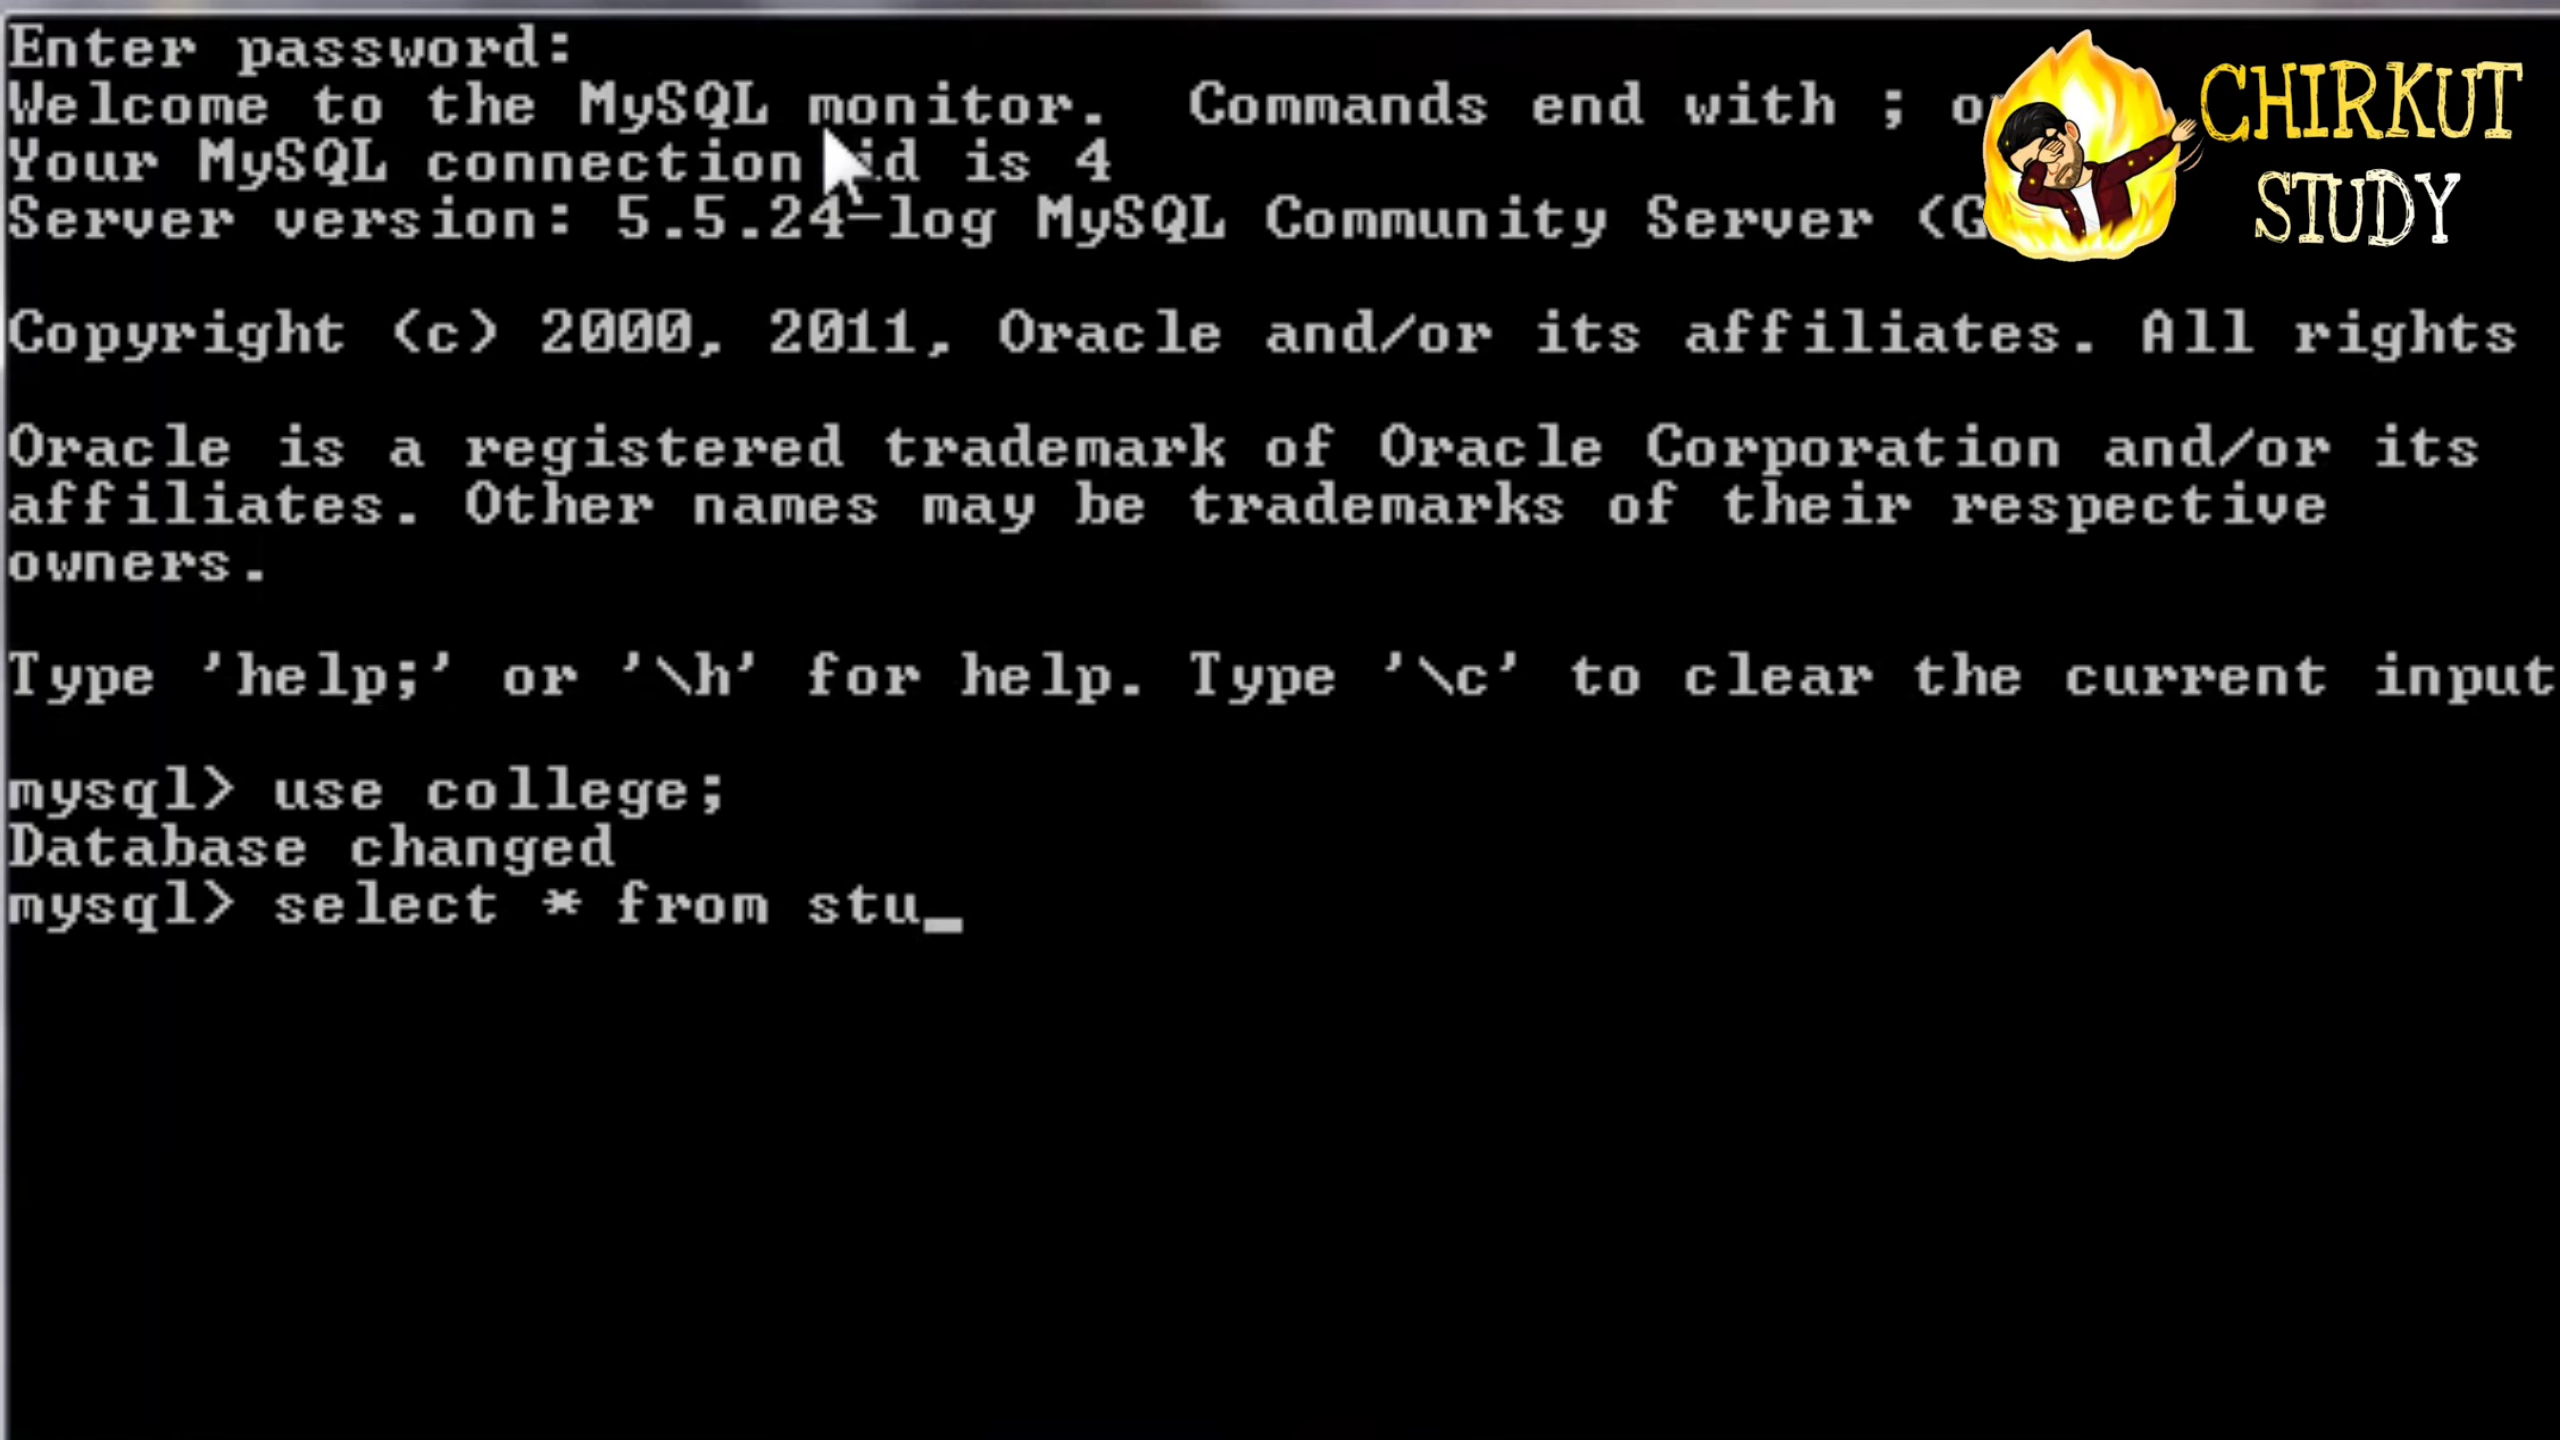 Enter password:
Welcome to the MySQL monitor.  Commands end with ; o
Your MySQL connection id is 4
Server version: 5.5.24-log MySQL Community Server (G
CHIRKUT
STUDY
Copyright (c) 2000, 2011, Oracle and/or its affiliates. All rights
Oracle is a registered trademark of Oracle Corporation and/or its
affiliates. Other names may be trademarks of their respective
owners.
Type 'help;' or '\h' for help. Type '\c' to clear the current input
mysql> use college;
Database changed
mysql> select * from stu_